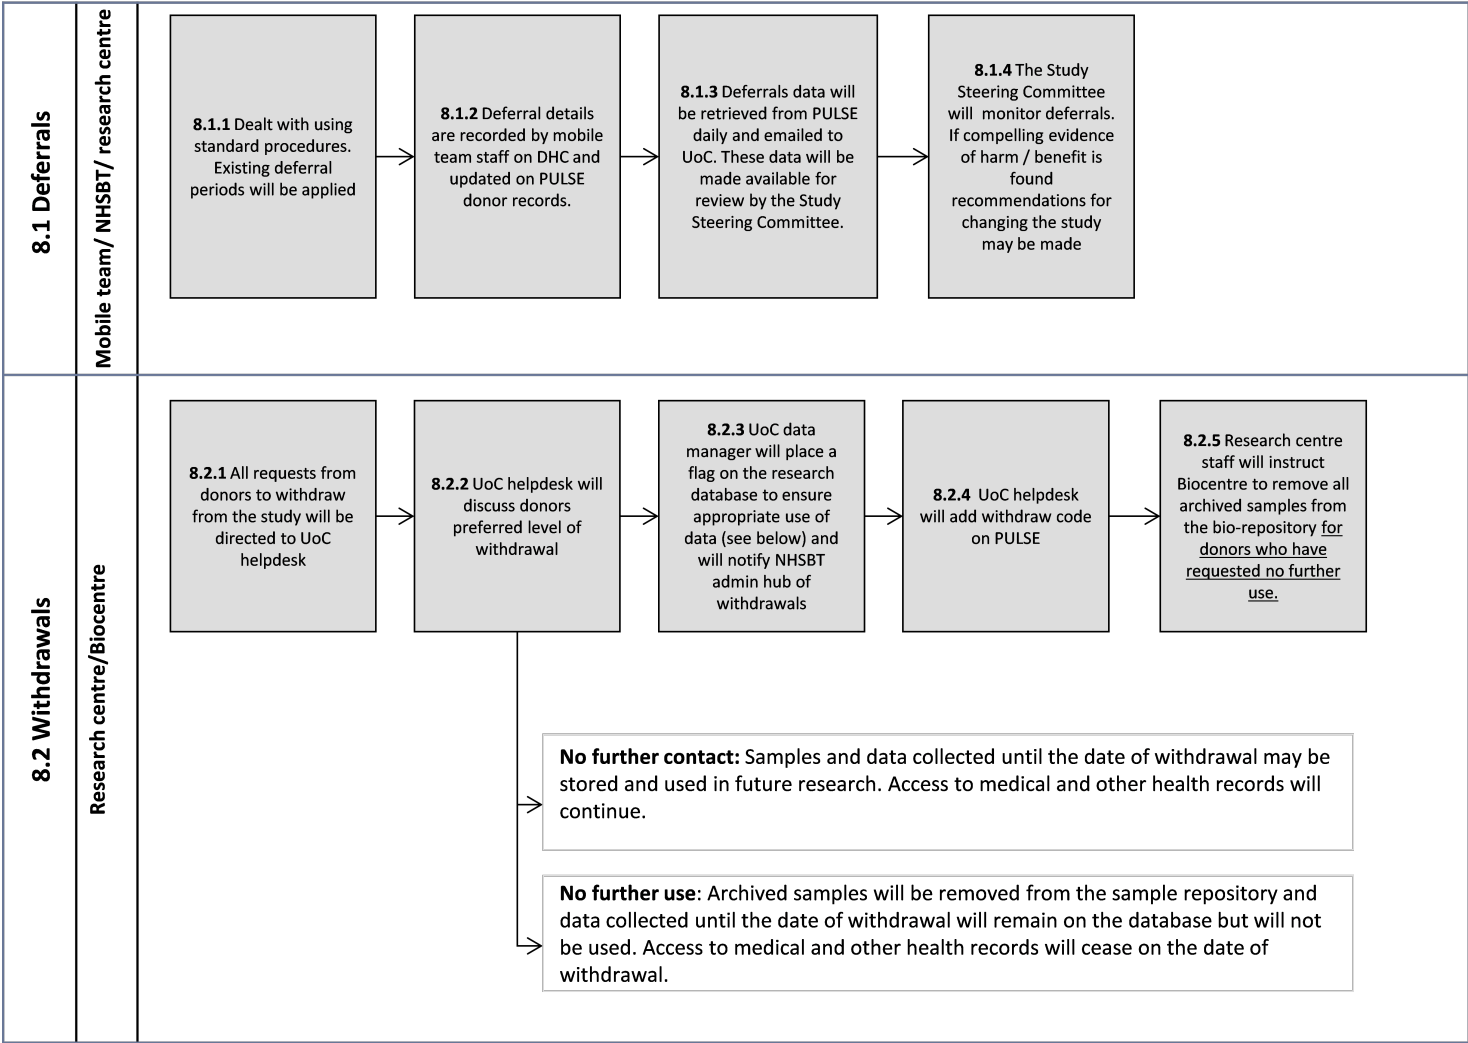 8.1 Deferrals
Mobile team/ NHSBT/ research centre
8.1.1 Dealt with using
standard procedures.
Existing deferral
periods will be applied
8.1.2 Deferral details
are recorded by mobile
team staff on DHC and
updated on PULSE
donor records.
8.1.3 Deferrals data will
be retrieved from PULSE
daily and emailed to
UoC. These data will be
made available for
review by the Study
Steering Committee.
8.1.4 The Study
Steering Committee
will monitor deferrals.
If compelling evidence
of harm / benefit is
found
recommendations for
changing the study
may be made
8.2 Withdrawals
Research centre/Biocentre
8.2.1 All requests from
donors to withdraw
from the study will be
directed to UoC
helpdesk
8.2.2 UoC helpdesk will
discuss donors
preferred level of
withdrawal
8.2.3 UoC data
manager will place a
flag on the research
database to ensure
appropriate use of
data (see below) and
will notify NHSBT
admin hub of
withdrawals
8.2.4 UoC helpdesk
will add withdraw code
on PULSE
8.2.5 Research centre
staff will instruct
Biocentre to remove all
archived samples from
the bio-repository for
donors who have
requested no further
use.
No further contact: Samples and data collected until the date of withdrawal may be
stored and used in future research. Access to medical and other health records will
continue.
No further use: Archived samples will be removed from the sample repository and
data collected until the date of withdrawal will remain on the database but will not
be used. Access to medical and other health records will cease on the date of
withdrawal.